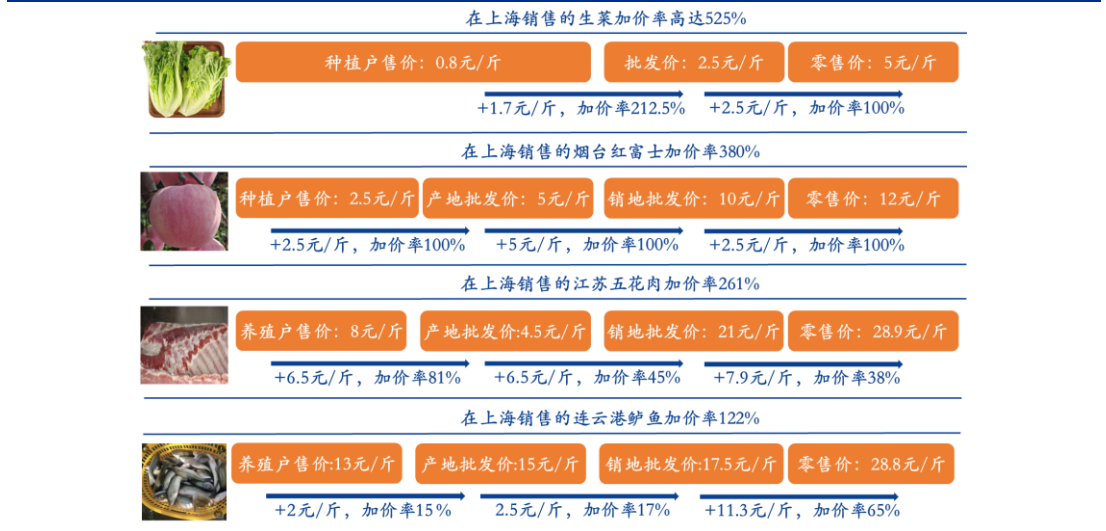 在上海销售的生菜加价率高达525%
种植户售价：0.8元/斤 批发价：2.5元/斤 零售价：5元/斤
+1.7元/斤，加价率212.5% +2.5元/斤，加价率100%
在上海销售的烟台红富士加价率380%
种植户售价：2.5元/斤 产地批发价：5元/斤 销地批发价：10元/斤 零售价：12元/斤
+2.5元/斤，加价率100% +5元/斤，加价率100% +2.5元/斤，加价率100%
在上海销售的江苏五花肉加价率261%
养殖户售价：8元/斤 产地批发价:4.5元/斤 销地批发价：21元/斤 零售价：28.9元/斤
+6.5元/斤，加价率81% +6.5元/斤，加价率45% +7.9元/斤，加价率38%
在上海销售的连云港鲈鱼加价率122%
养殖户售价:13元/斤 产地批发价:15元/斤 销地批发价:17.5元/斤 零售价：28.8元/斤
+2元/斤，加价率15% 2.5元/斤，加价率17% +11.3元/斤，加价率65%